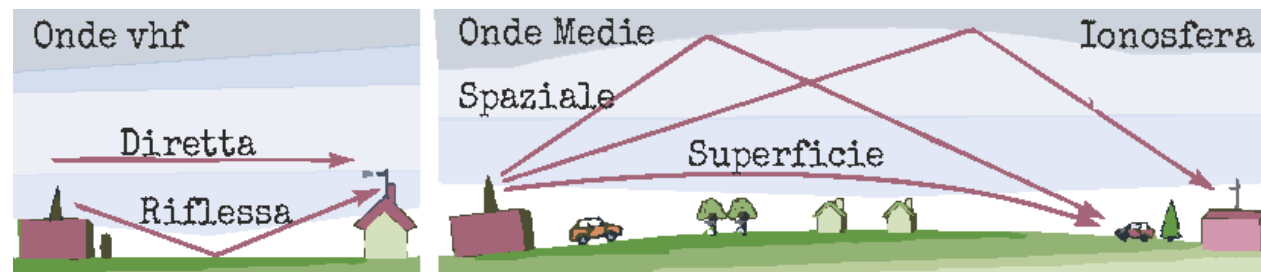 Onde vhf
Diretta
Riflessa
Onde Medie
Ionosfera
Spaziale
Superficie